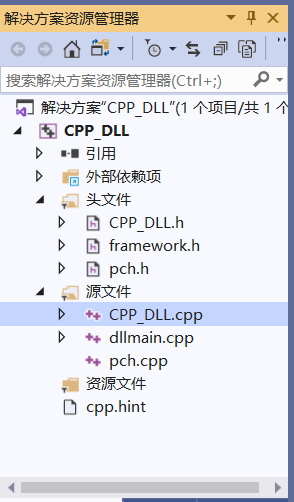 解决方案资源管理器
搜索解决方案资源管理器(Ctrl+;)
解决方案"CPP_DLL"(1 个项目/共 1 个
CPP_DLL
引用
外部依赖项
头文件
CPP_DLL.h
framework.h
pch.h
源文件
CPP_DLL.cpp
dllmain.cpp
pch.cpp
资源文件
cpp.hint